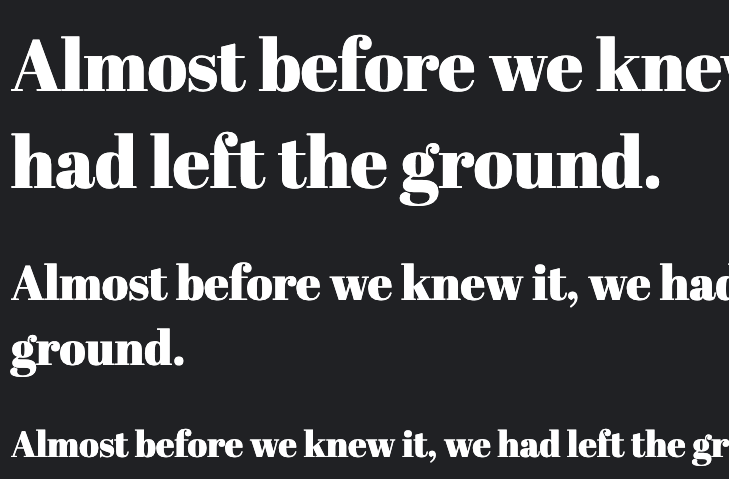 Almost before we knew
had left the ground.
Almost before we knew it, we had
ground.
Almost before we knew it, we had left the gr